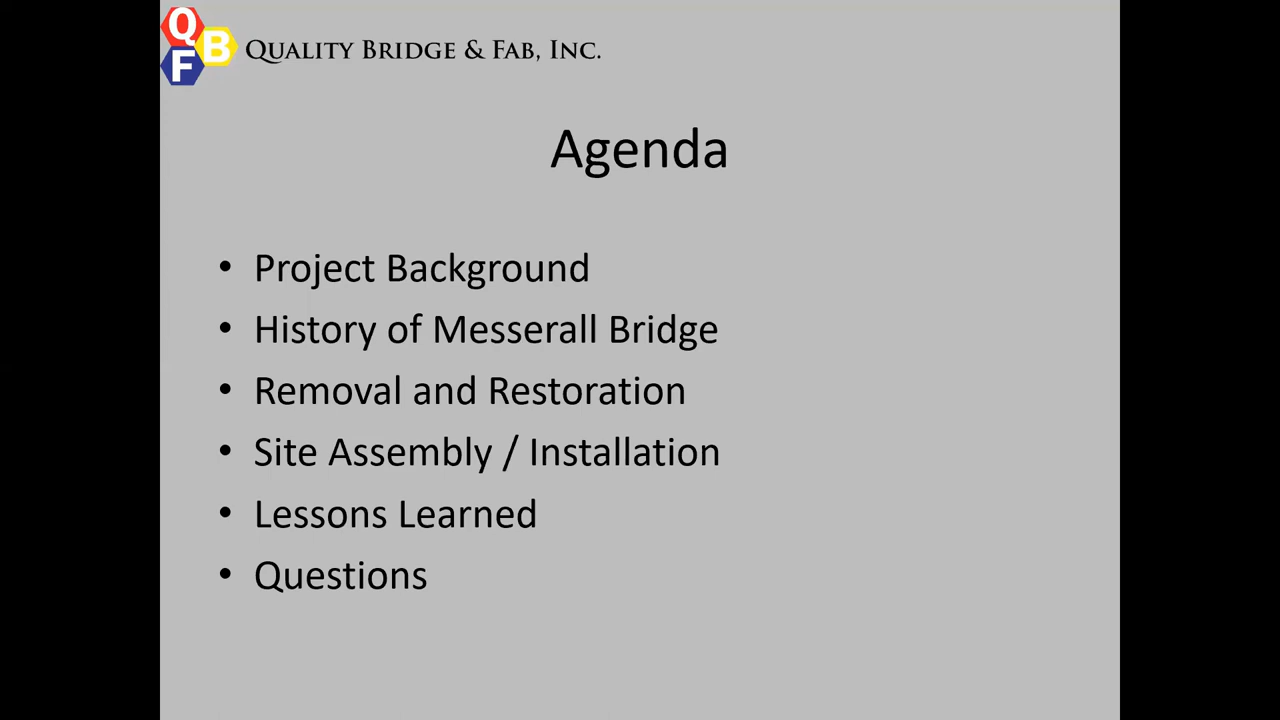 QBF
QUALITY BRIDGE & FAB, INC.
Agenda
• Project Background
• History of Messerall Bridge
• Removal and Restoration
• Site Assembly / Installation
• Lessons Learned
• Questions